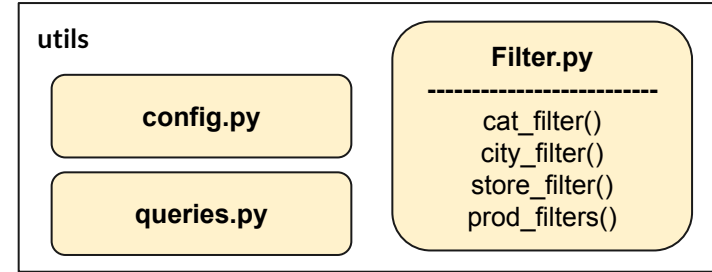 utils
config.py
queries.py
Filter.py
--------------------------
cat_filter()
city_filter()
store_filter()
prod_filters()